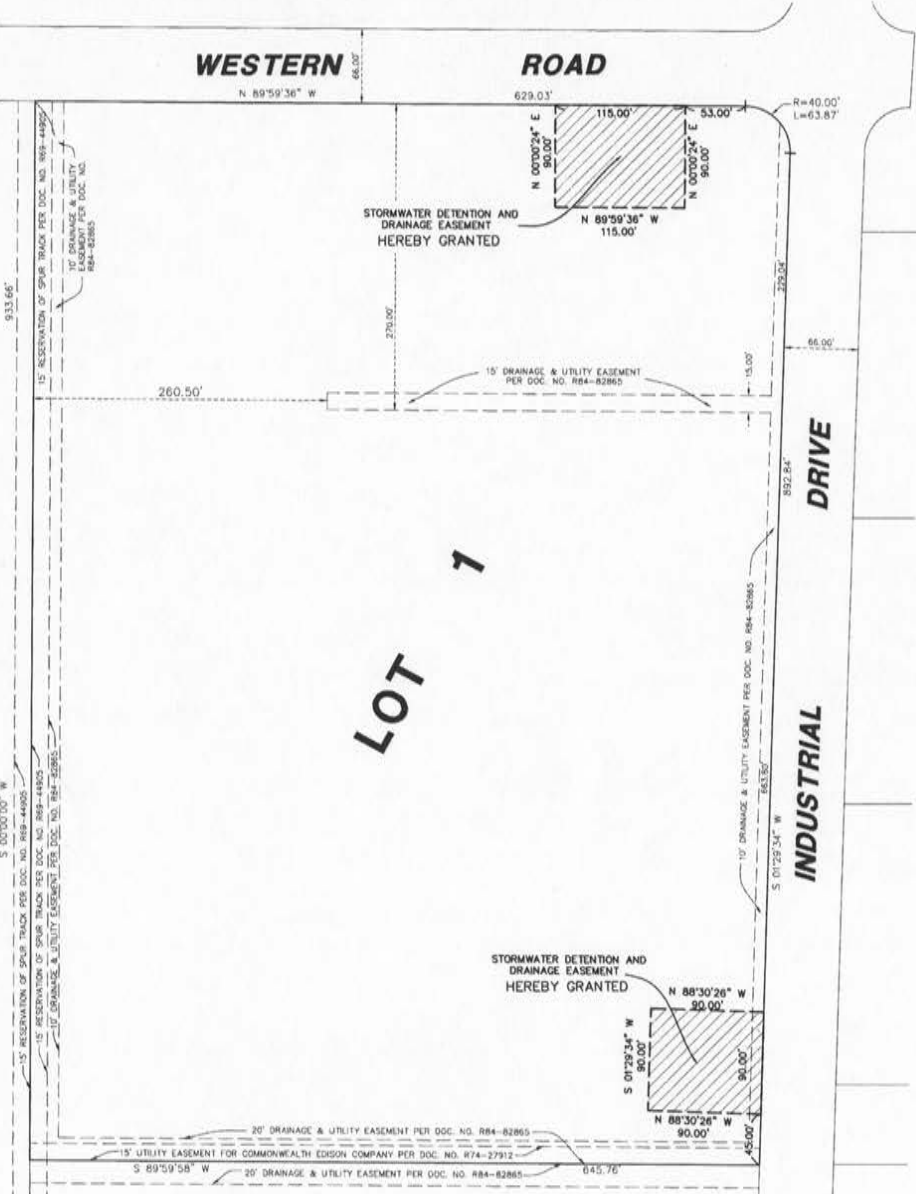 WESTERN ROAD
66.00'
N 89°59'36" W
629.03'
115.00'
53.00'
R=40.00'
L=63.87'
N 00°00'24" E
90.00'
N 00°00'24" E
90.00'
N 89°59'36" W
115.00'
STORMWATER DETENTION AND
DRAINAGE EASEMENT
HEREBY GRANTED
15' RESERVATION OF SPUR TRACK PER DOC. NO. R69-44905
10' DRAINAGE & UTILITY
EASEMENT PER DOC. NO.
R84-82865
933.66'
270.00'
229.04'
66.00'
15' DRAINAGE & UTILITY EASEMENT
PER DOC. NO. R84-82865
15.00'
260.50'
892.84'
INDUSTRIAL DRIVE
LOT 1
10' DRAINAGE & UTILITY EASEMENT PER DOC. NO. R84-82865
663.80'
S 01°29'34" W
S 00°00'00" W
15' RESERVATION OF SPUR TRACK PER DOC. NO. R69-44905
15' RESERVATION OF SPUR TRACK PER DOC. NO. R69-44905
10' DRAINAGE & UTILITY EASEMENT PER DOC. NO. R84-82865
STORMWATER DETENTION AND
DRAINAGE EASEMENT
HEREBY GRANTED
N 88°30'26" W
90.00'
S 01°29'34" W
90.00'
90.00'
N 88°30'26" W
90.00'
45.00'
20' DRAINAGE & UTILITY EASEMENT PER DOC. NO. R84-82865
15' UTILITY EASEMENT FOR COMMONWEALTH EDISON COMPANY PER DOC. NO. R74-27912
S 89°59'58" W
645.76'
20' DRAINAGE & UTILITY EASEMENT PER DOC. NO. R84-82865